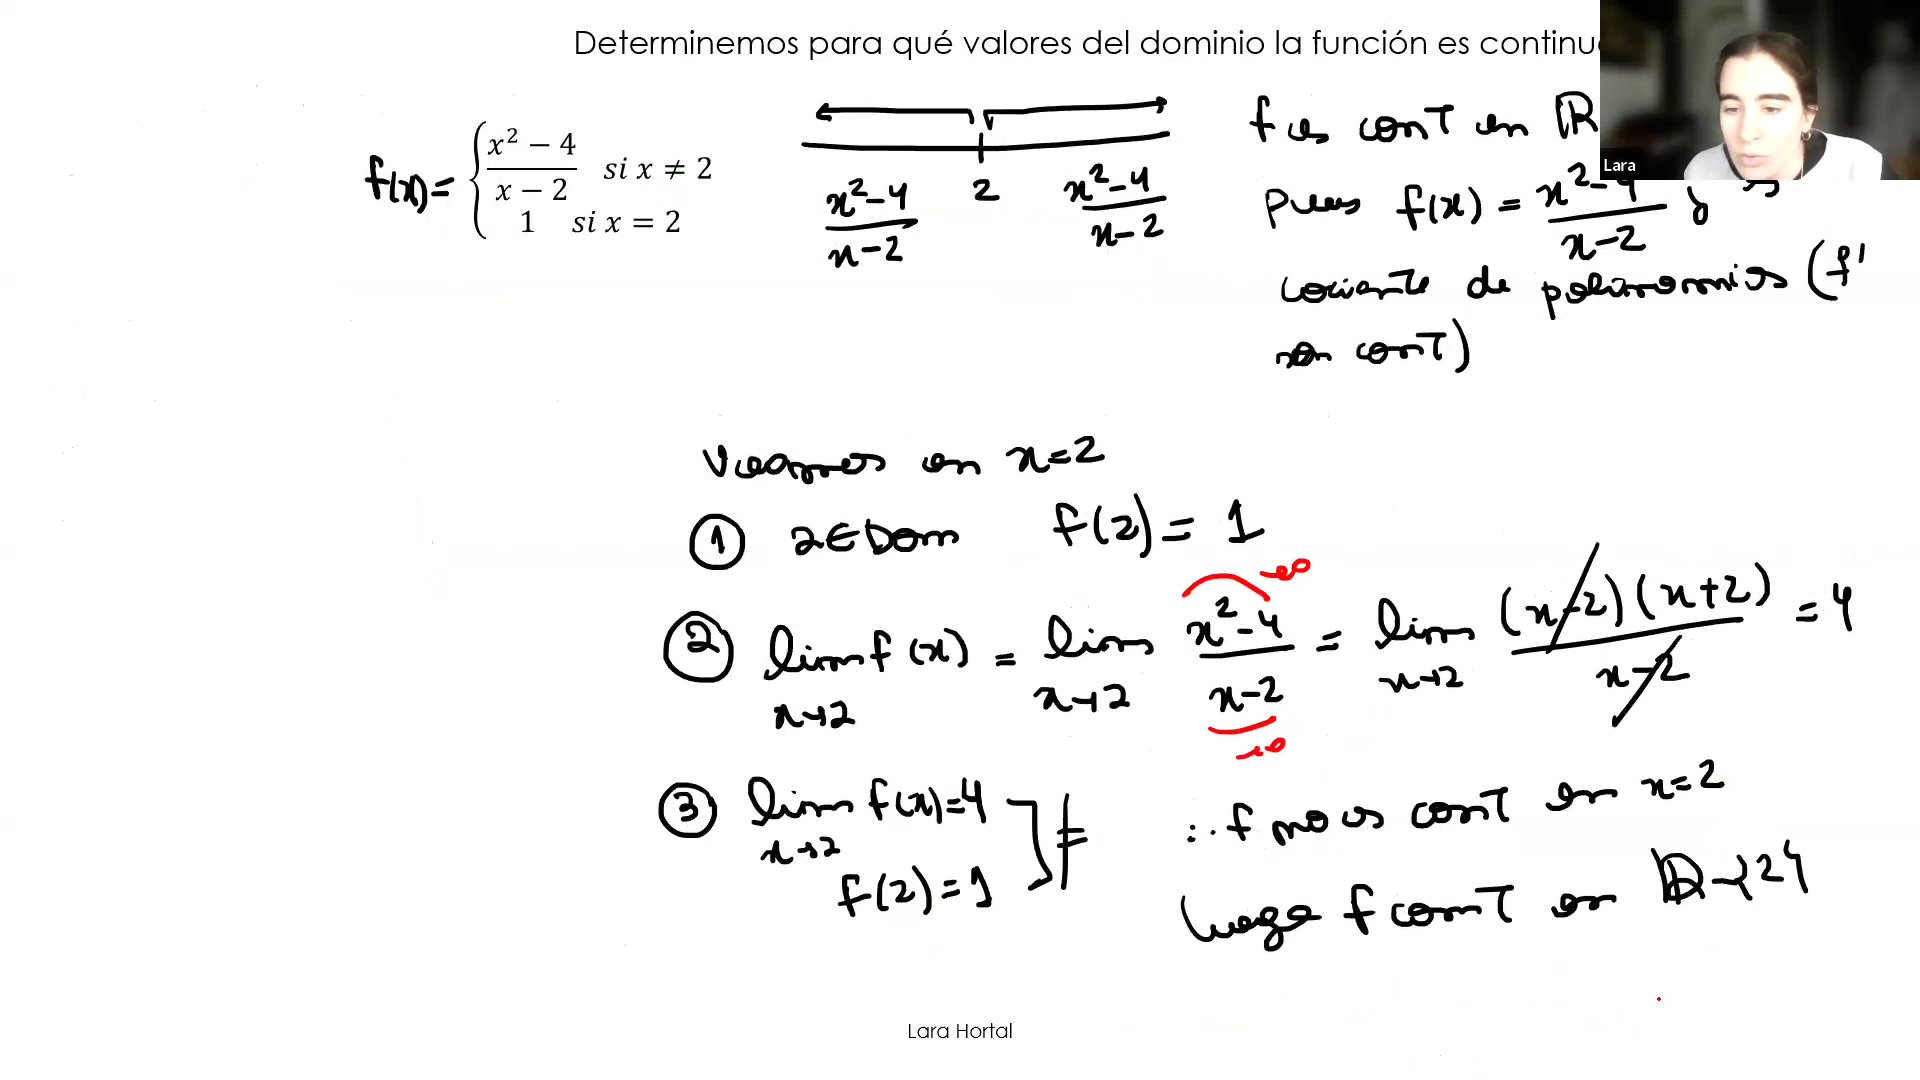 Determinemos para qué valores del dominio la función es continu
f(x) = { x² − 4 / x − 2 si x ≠ 2
1 si x = 2
x²-4 / x-2 2 x²-4 / x-2
f es cont en ℝ
Lara
pues f(x) = x²-4 / x-2 y es
cociente de polinomios (f'
son cont)
Veamos en x=2
① 2∈Dom f(2) = 1
② lim f(x) = lim x²-4 / x-2 = lim (x-2)(x+2) / x-2 = 4
x→2 x→2 x→2
→0
→0
③ lim f(x)=4
x→2
f(2)=1
≠
∴ f no es cont en x=2
luego f cont en ℝ-{2}
Lara Hortal